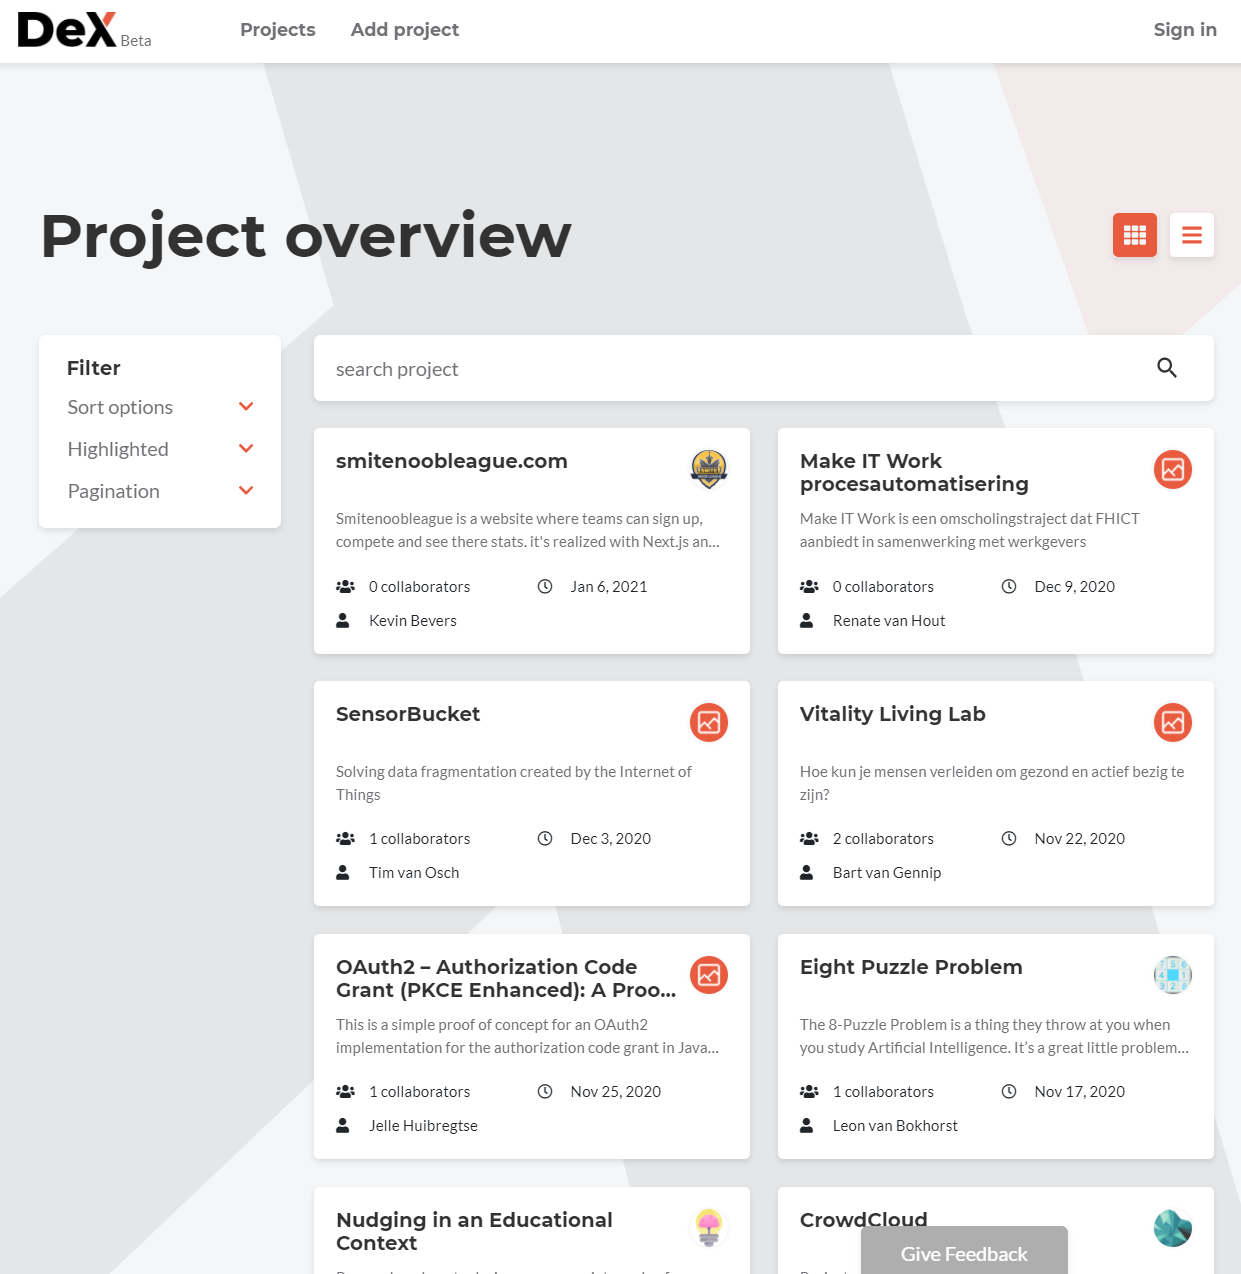 DeX Beta
Projects
Add project
Sign in
Project overview
Filter
Sort options
Highlighted
Pagination
search project
smitenoobleague.com
Smitenoobleague is a website where teams can sign up,
compete and see there stats. it's realized with Next.js an...
0 collaborators
Jan 6, 2021
Kevin Bevers
Make IT Work
procesautomatisering
Make IT Work is een omscholingstraject dat FHICT
aanbiedt in samenwerking met werkgevers
0 collaborators
Dec 9, 2020
Renate van Hout
SensorBucket
Solving data fragmentation created by the Internet of
Things
1 collaborators
Dec 3, 2020
Tim van Osch
Vitality Living Lab
Hoe kun je mensen verleiden om gezond en actief bezig te
zijn?
2 collaborators
Nov 22, 2020
Bart van Gennip
OAuth2 – Authorization Code
Grant (PKCE Enhanced): A Proo...
This is a simple proof of concept for an OAuth2
implementation for the authorization code grant in Java...
1 collaborators
Nov 25, 2020
Jelle Huibregtse
Eight Puzzle Problem
7 5 6
4 1
3 2 8
The 8-Puzzle Problem is a thing they throw at you when
you study Artificial Intelligence. It's a great little problem...
1 collaborators
Nov 17, 2020
Leon van Bokhorst
Nudging in an Educational
Context
CrowdCloud
Give Feedback